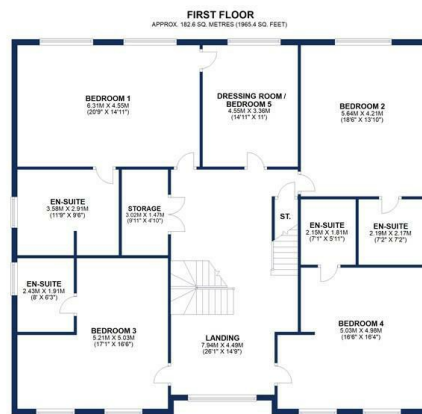 FIRST FLOOR
APPROX. 182.6 SQ. METRES (1965.4 SQ. FEET)
BEDROOM 1
6.31M X 4.55M
(20'9" X 14'11")
DRESSING ROOM /
BEDROOM 5
4.55M X 3.36M
(14'11" X 11')
BEDROOM 2
5.64M X 4.21M
(18'6" X 13'10")
EN-SUITE
3.58M X 2.91M
(11'9" X 9'6")
STORAGE
3.02M X 1.47M
(9'11" X 4'10")
ST.
EN-SUITE
2.15M X 1.81M
(7'1" X 5'11")
EN-SUITE
2.19M X 2.17M
(7'2" X 7'2")
EN-SUITE
2.43M X 1.91M
(8' X 6'3")
BEDROOM 3
5.21M X 5.03M
(17'1" X 16'6")
LANDING
7.94M X 4.49M
(26'1" X 14'9")
BEDROOM 4
5.03M X 4.98M
(16'6" X 16'4")